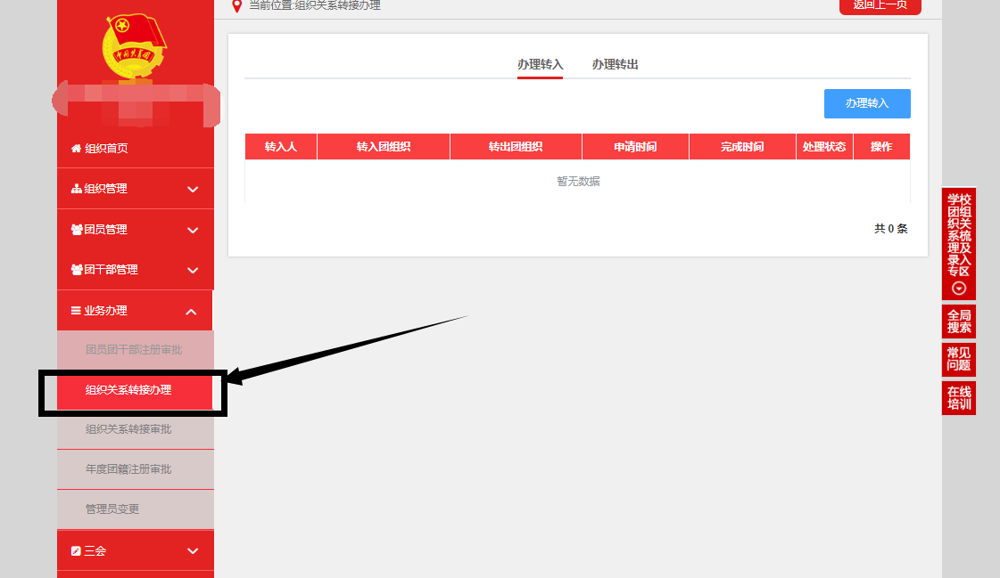 当前位置:组织关系转接办理
返回上一页
中国共青团
组织首页
组织管理
团员管理
团干部管理
业务办理
团员团干部注册审批
组织关系转接办理
组织关系转接审批
年度团籍注册审批
管理员变更
三会
办理转入 办理转出
办理转入
转入人 转入团组织 转出团组织 申请时间 完成时间 处理状态 操作
暂无数据
共 0 条
学校
团组
织关
系梳
理及
录入
专区
全局
搜索
常见
问题
在线
培训